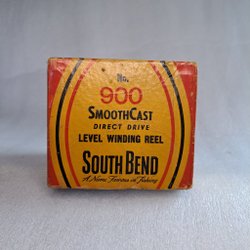 No.
900
SMOOTHCAST
DIRECT DRIVE
LEVEL WINDING REEL
SOUTH BEND
A Name Famous in Fishing